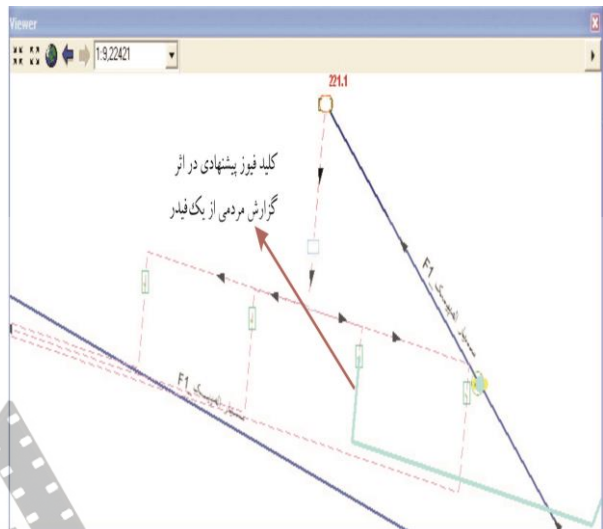 Viewer
1:9,22421
221.1
کلید فیوز پیشنهادی در اثر
گزارش مردمی از یک فیدر
F1
F1